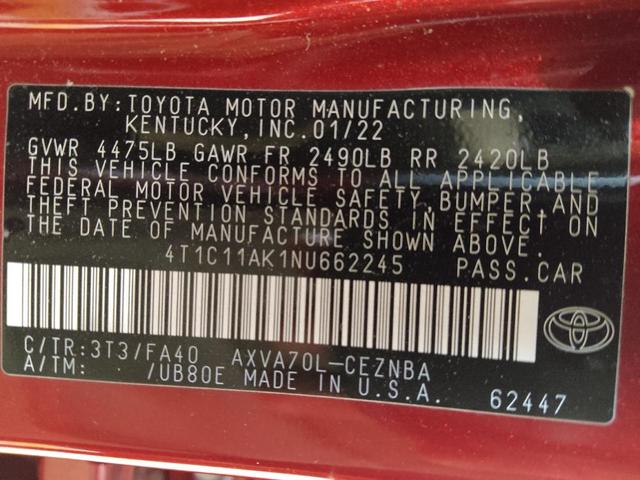 MFD.BY:TOYOTA MOTOR MANUFACTURING,
KENTUCKY,INC.01/22
GVWR 4475LB GAWR FR 2490LB RR 2420LB
THIS VEHICLE CONFORMS TO ALL APPLICABLE
FEDERAL MOTOR VEHICLE SAFETY,BUMPER,AND
THEFT PREVENTION STANDARDS IN EFFECT ON
THE DATE OF MANUFACTURE SHOWN ABOVE.
4T1C11AK1NU662245 PASS.CAR
C/TR:3T3/FA40 AXVA70L-CEZNBA
A/TM: /UB80E MADE IN U.S.A.
62447